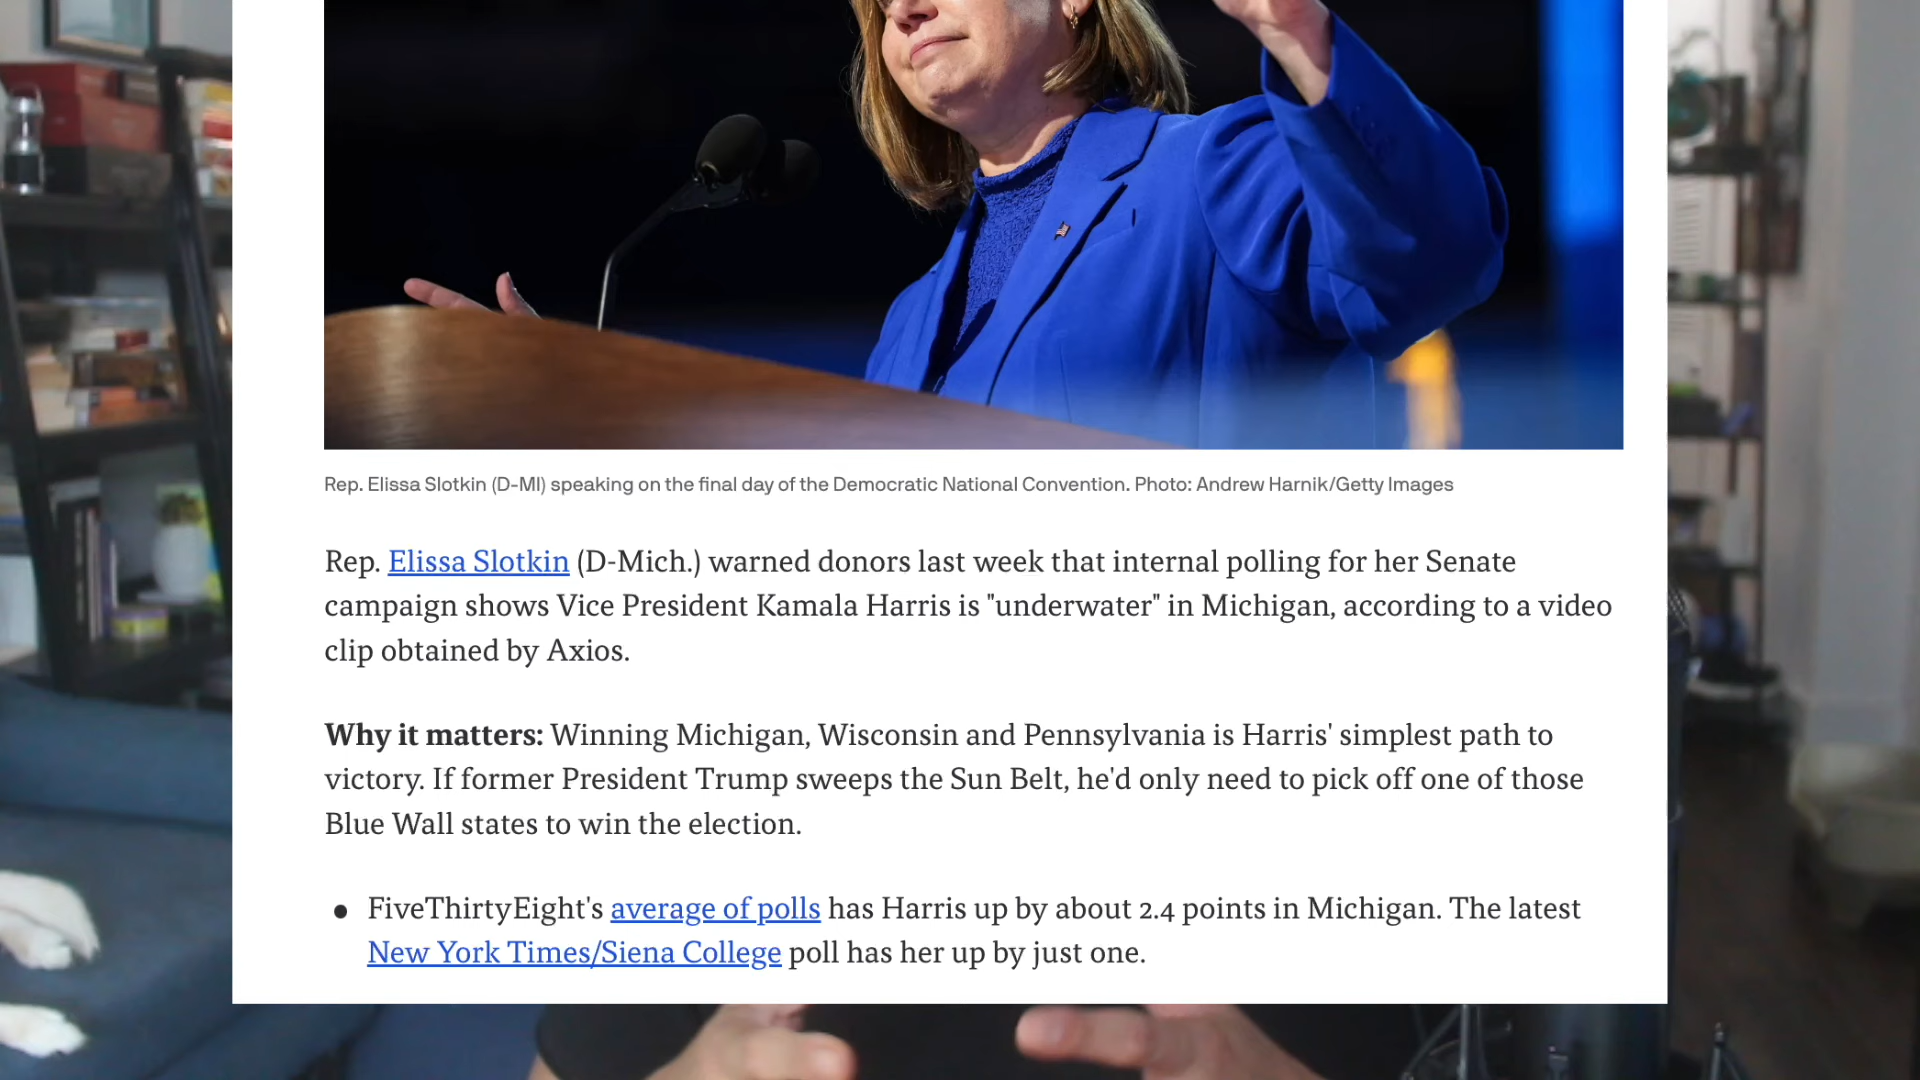 Rep. Elissa Slotkin (D-MI) speaking on the final day of the Democratic National Convention. Photo: Andrew Harnik/Getty Images
Rep. Elissa Slotkin (D-Mich.) warned donors last week that internal polling for her Senate
campaign shows Vice President Kamala Harris is "underwater" in Michigan, according to a video
clip obtained by Axios.
Why it matters: Winning Michigan, Wisconsin and Pennsylvania is Harris' simplest path to
victory. If former President Trump sweeps the Sun Belt, he'd only need to pick off one of those
Blue Wall states to win the election.
● FiveThirtyEight's average of polls has Harris up by about 2.4 points in Michigan. The latest
New York Times/Siena College poll has her up by just one.